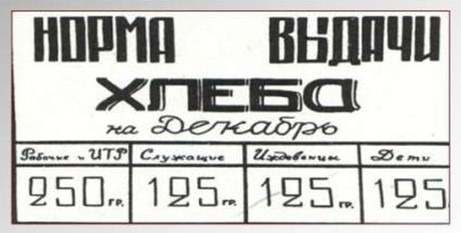 НОРМА ВЫДАЧИ
ХЛЕБА
на Декабрь
Рабочие и ИТР Служащие Иждевенцы Дети
250 гр. 125 гр. 125 гр. 125